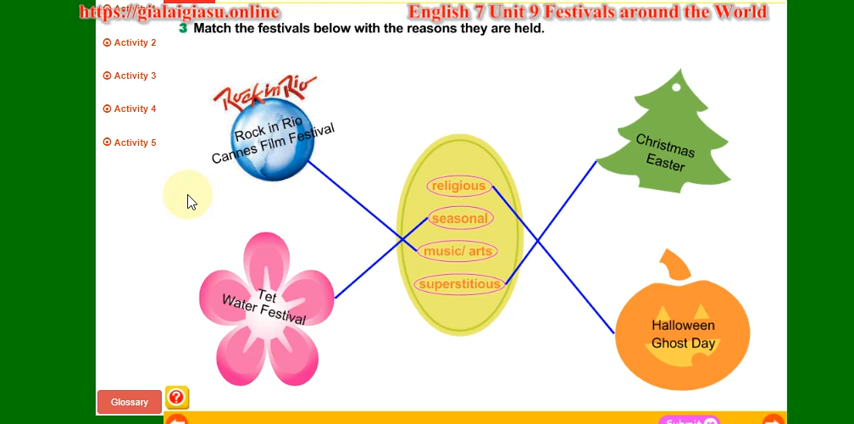 https://gialaigiasu.online
English 7 Unit 9 Festivals around the World
3 Match the festivals below with the reasons they are held.
Activity 2
Activity 3
Activity 4
Activity 5
Rock in Rio
Rock in Rio
Cannes Film Festival
Christmas
Easter
religious
seasonal
music/ arts
superstitious
Tet
Water Festival
Halloween
Ghost Day
Glossary
?
Submit